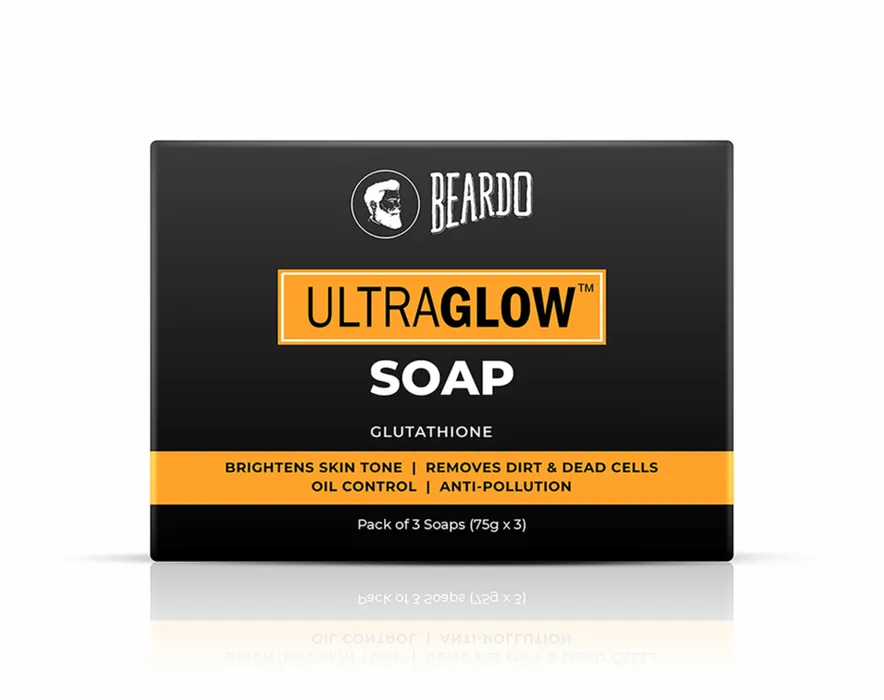 BEARDO
ULTRAGLOW™
SOAP
GLUTATHIONE
BRIGHTENS SKIN TONE | REMOVES DIRT & DEAD CELLS
OIL CONTROL | ANTI-POLLUTION
Pack of 3 Soaps (75g x 3)